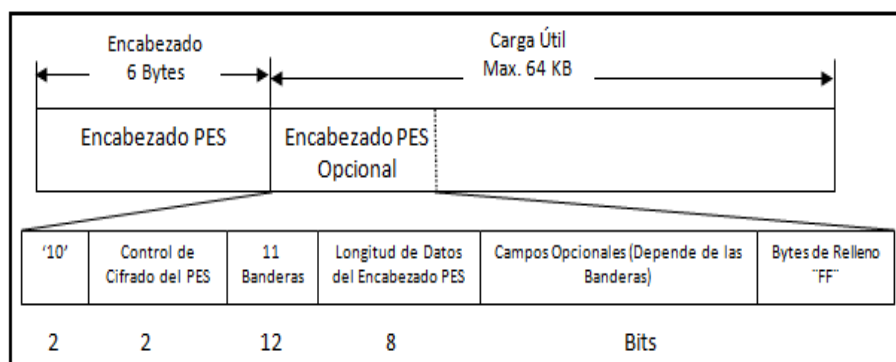 Encabezado
6 Bytes
Carga Útil
Max. 64 KB
Encabezado PES
Encabezado PES
Opcional
'10'
Control de
Cifrado del PES
11
Banderas
Longitud de Datos
del Encabezado PES
Campos Opcionales (Depende de las
Banderas)
Bytes de Relleno
¨FF¨
2
2
12
8
Bits